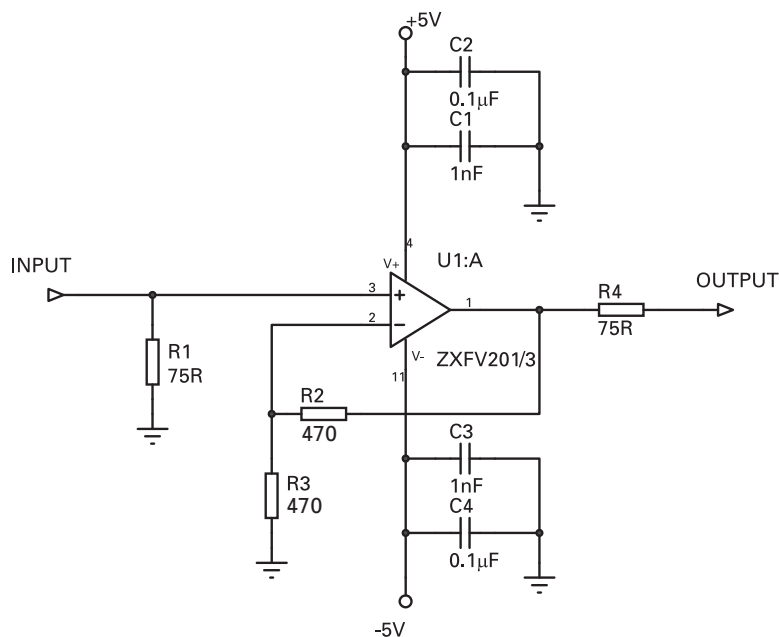 +5V
C2
0.1µF
C1
1nF
4
V+
U1:A
INPUT
3
+
1
R4
OUTPUT
75R
2
−
V-
ZXFV201/3
R1
75R
11
R2
470
C3
1nF
R3
470
C4
0.1µF
-5V